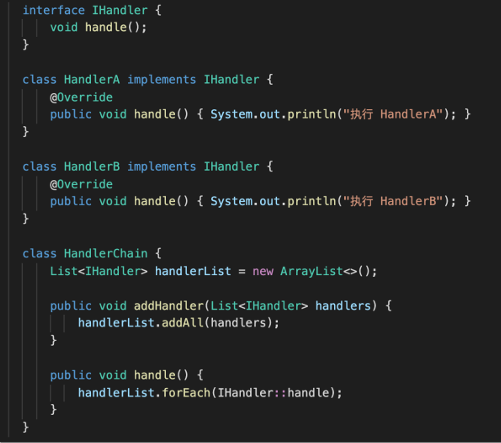 interface IHandler {
    void handle();
}

class HandlerA implements IHandler {
    @Override
    public void handle() { System.out.println("执行 HandlerA"); }
}

class HandlerB implements IHandler {
    @Override
    public void handle() { System.out.println("执行 HandlerB"); }
}

class HandlerChain {
    List<IHandler> handlerList = new ArrayList<>();

    public void addHandler(List<IHandler> handlers) {
        handlerList.addAll(handlers);
    }

    public void handle() {
        handlerList.forEach(IHandler::handle);
    }
}